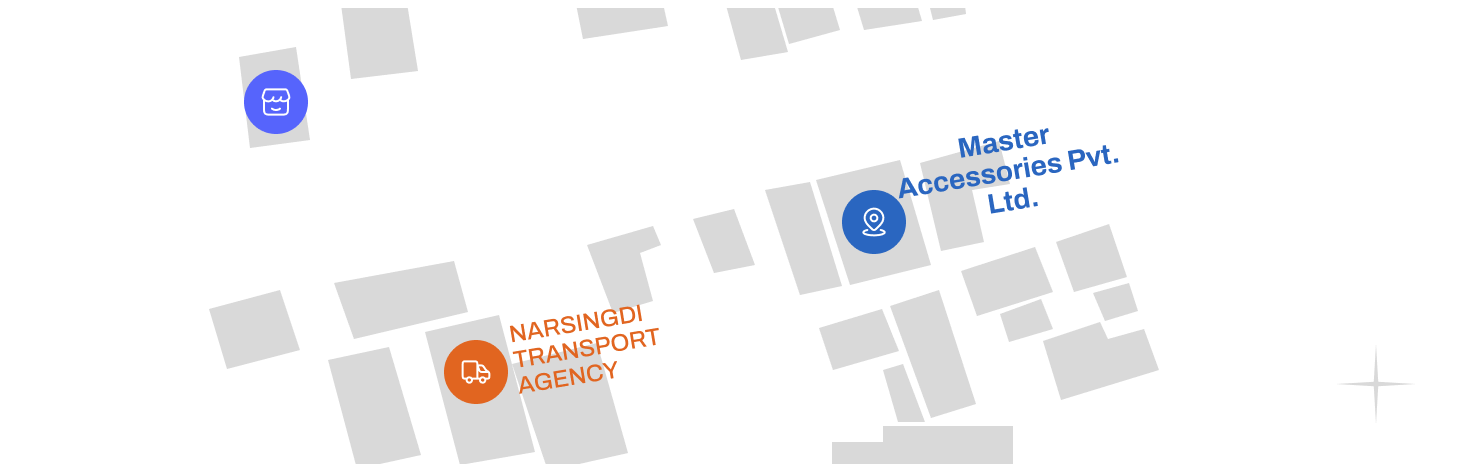 Master
Accessories Pvt.
Ltd.
NARSINGDI
TRANSPORT
AGENCY